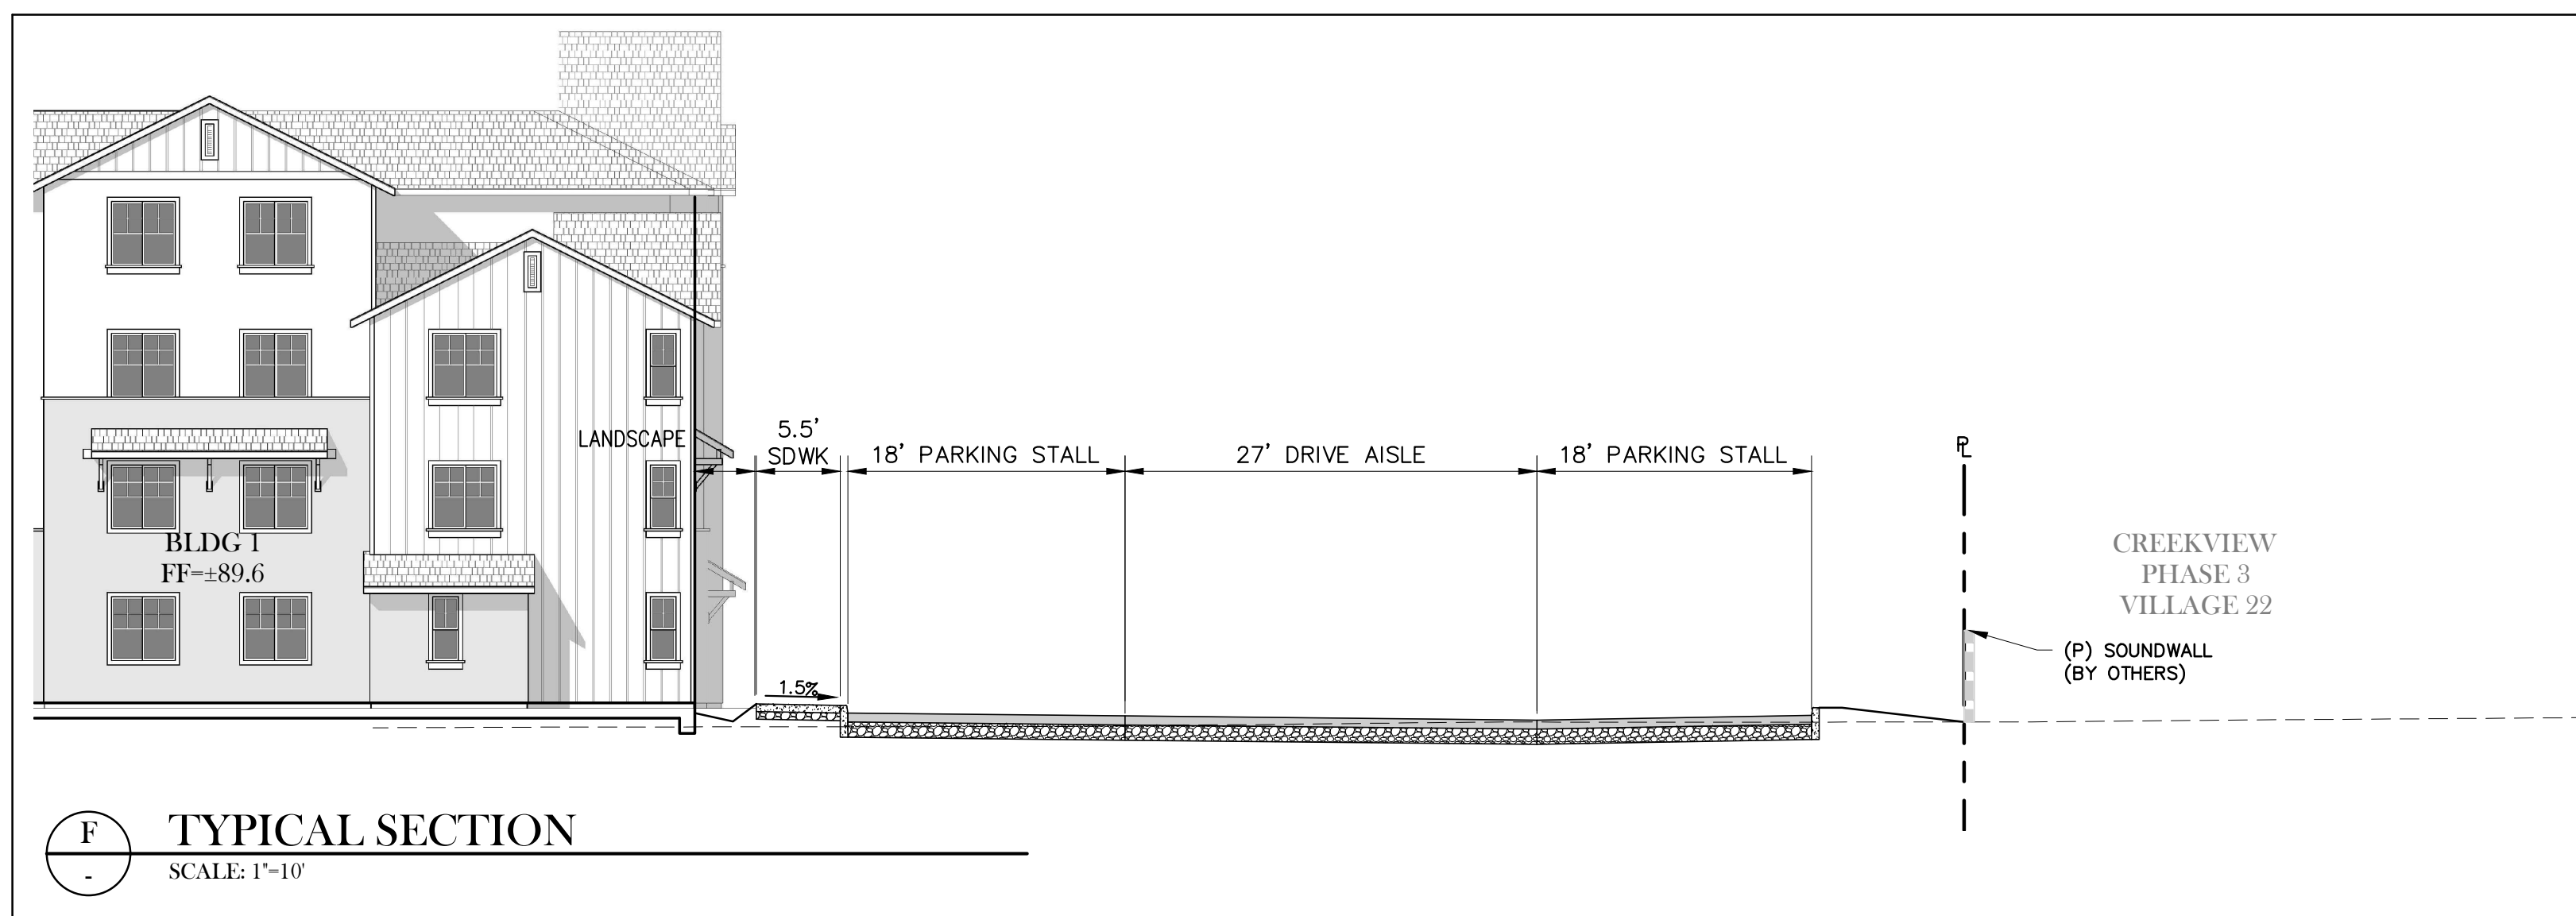 LANDSCAPE
5.5'
SDWK
18' PARKING STALL
27' DRIVE AISLE
18' PARKING STALL
PL
BLDG 1
FF=±89.6
CREEKVIEW
PHASE 3
VILLAGE 22
(P) SOUNDWALL
(BY OTHERS)
1.5%
F
-
TYPICAL SECTION
SCALE: 1"=10'